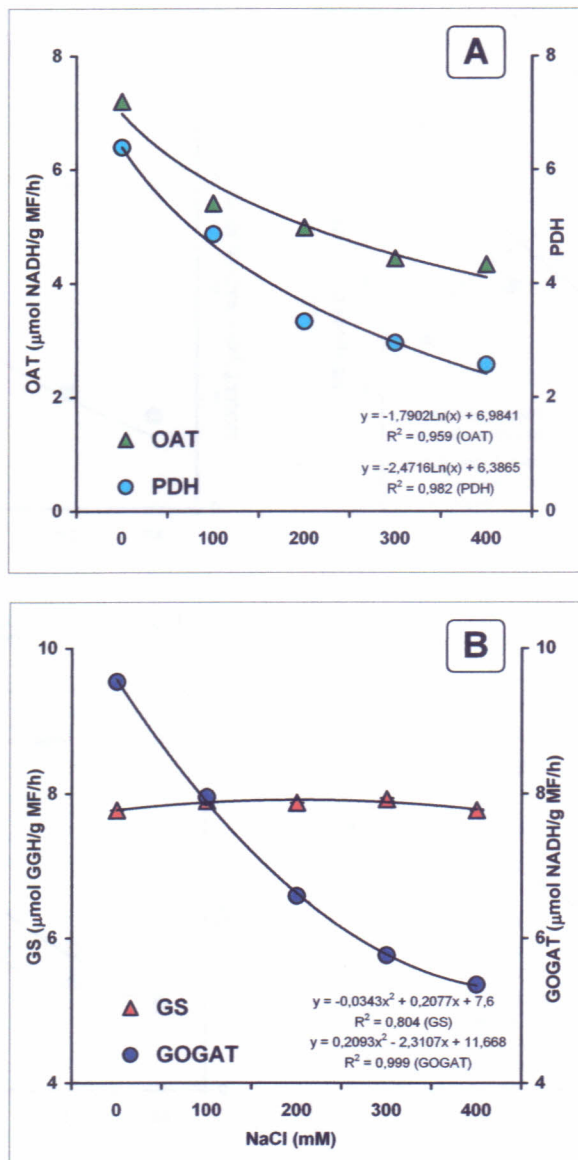 A
8
8
6
6
4
4
2
2
0
0
OAT (μmol NADH/g MF/h)
PDH
OAT
PDH
y = -1,7902Ln(x) + 6,9841
R² = 0,959 (OAT)
y = -2,4716Ln(x) + 6,3865
R² = 0,982 (PDH)
0 100 200 300 400
B
10
10
8
8
6
6
4
4
GS (μmol GGH/g MF/h)
GOGAT (μmol NADH/g MF/h)
GS
GOGAT
y = -0,0343x² + 0,2077x + 7,6
R² = 0,804 (GS)
y = 0,2093x² - 2,3107x + 11,668
R² = 0,999 (GOGAT)
0 100 200 300 400
NaCl (mM)